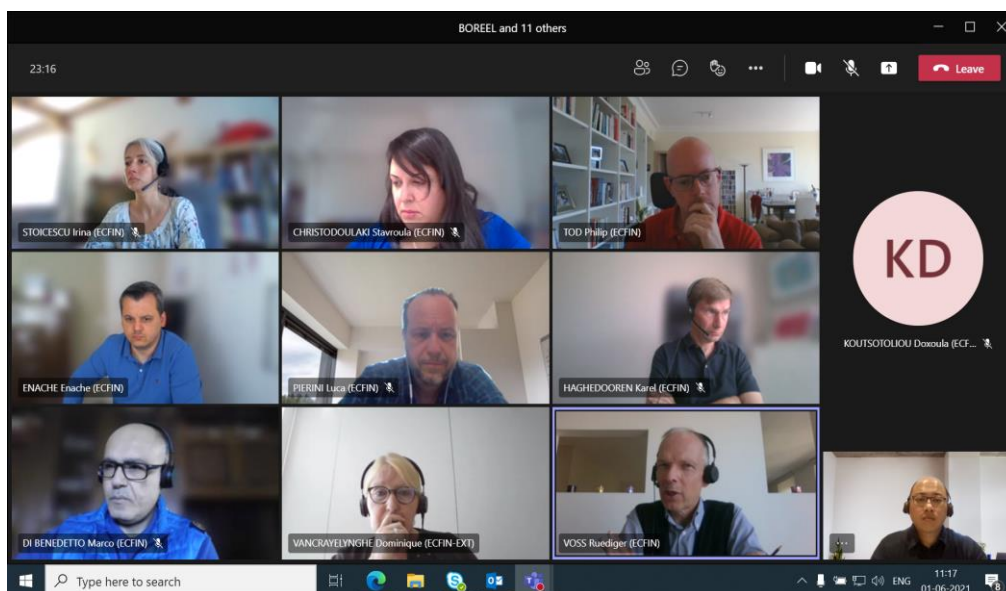 BOREEL and 11 others
23:16
Leave
STOICESCU Irina (ECFIN)
CHRISTODOULAKI Stavroula (ECFIN)
TOD Philip (ECFIN)
KD
KOUTSOTOLIOU Doxoula (ECF...
ENACHE Enache (ECFIN)
PIERINI Luca (ECFIN)
HAGHEDOOREN Karel (ECFIN)
DI BENEDETTO Marco (ECFIN)
VANCRAYELYNGHE Dominique (ECFIN-EXT)
VOSS Ruediger (ECFIN)
...
Type here to search
ENG
11:17
01-06-2021
8